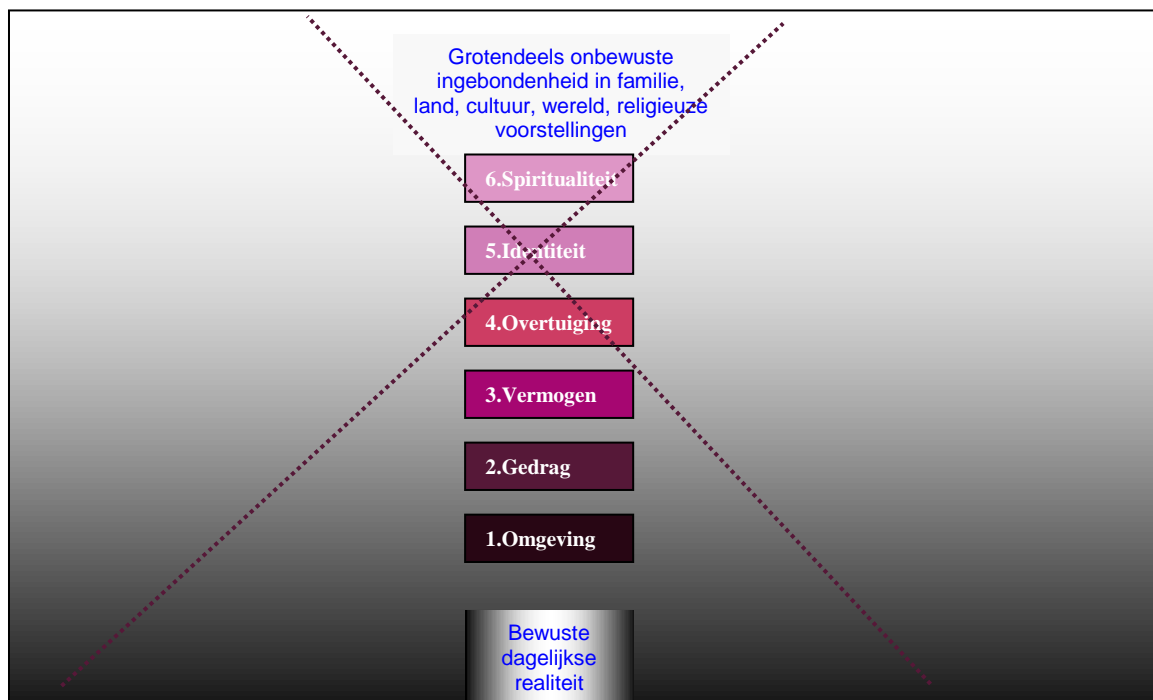 Grotendeels onbewuste
ingebondenheid in familie,
land, cultuur, wereld, religieuze
voorstellingen
6.Spiritualiteit
5.Identiteit
4.Overtuiging
3.Vermogen
2.Gedrag
1.Omgeving
Bewuste
dagelijkse
realiteit